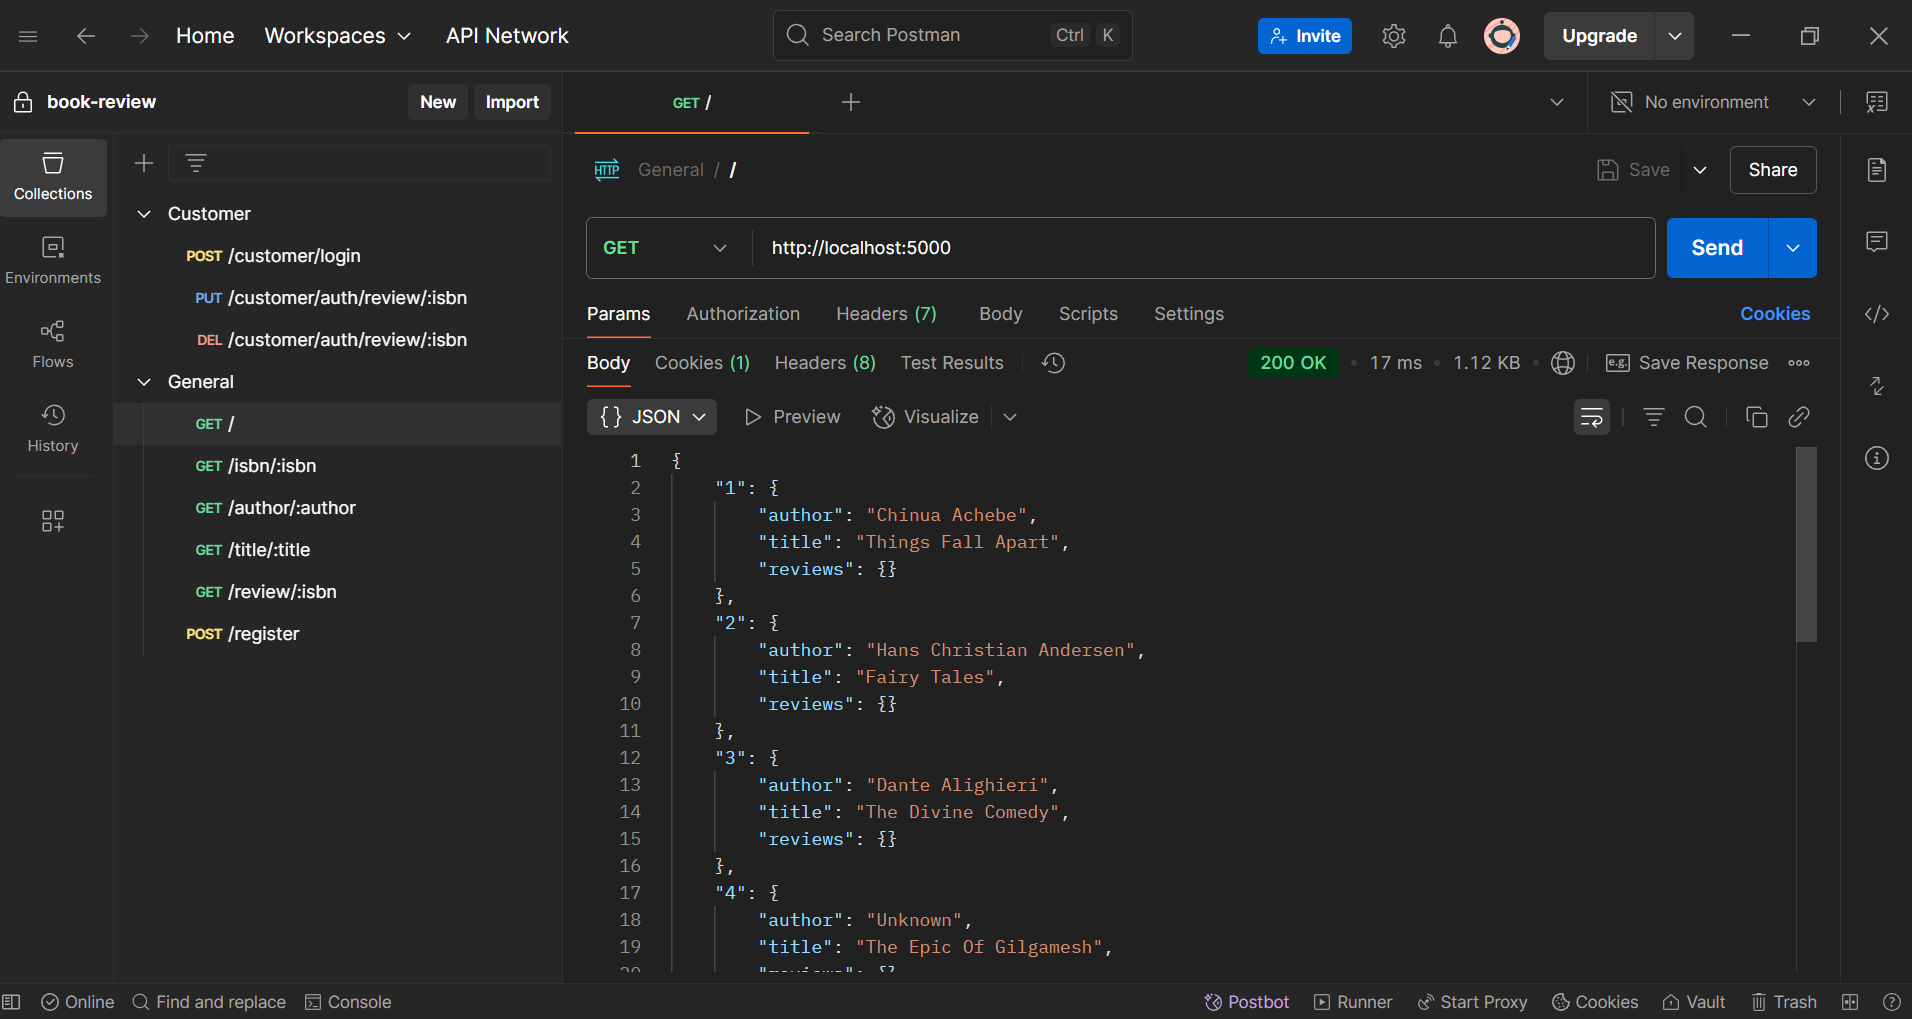 Home Workspaces API Network Search Postman Ctrl K Invite Upgrade
book-review New Import GET / No environment
Collections
Environments
Flows
History
Customer
POST /customer/login
PUT /customer/auth/review/:isbn
DEL /customer/auth/review/:isbn
General
GET /
GET /isbn/:isbn
GET /author/:author
GET /title/:title
GET /review/:isbn
POST /register
HTTP General / / Save Share
GET http://localhost:5000 Send
Params Authorization Headers (7) Body Scripts Settings Cookies
Body Cookies (1) Headers (8) Test Results 200 OK • 17 ms • 1.12 KB • e.g. Save Response
{} JSON Preview Visualize
1 {
2 "1": {
3 "author": "Chinua Achebe",
4 "title": "Things Fall Apart",
5 "reviews": {}
6 },
7 "2": {
8 "author": "Hans Christian Andersen",
9 "title": "Fairy Tales",
10 "reviews": {}
11 },
12 "3": {
13 "author": "Dante Alighieri",
14 "title": "The Divine Comedy",
15 "reviews": {}
16 },
17 "4": {
18 "author": "Unknown",
19 "title": "The Epic Of Gilgamesh",
Online Find and replace Console Postbot Runner Start Proxy Cookies Vault Trash